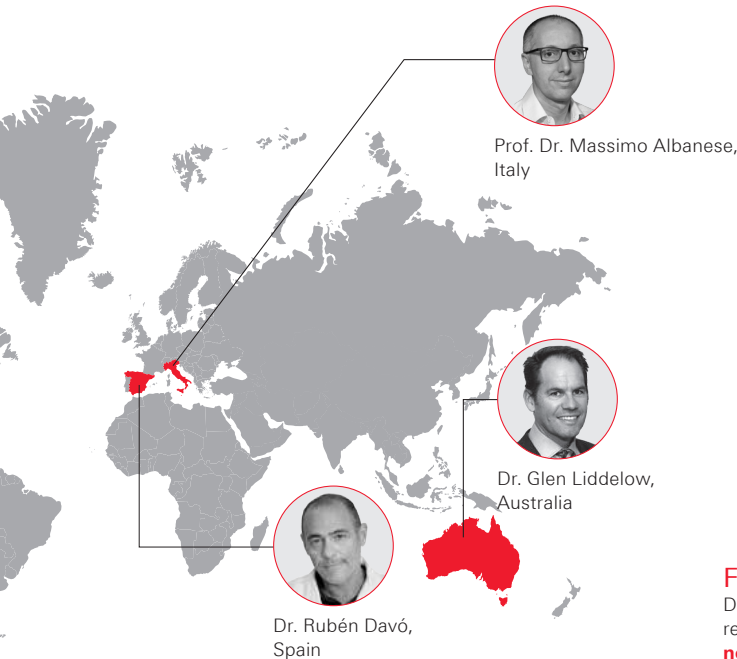 Prof. Dr. Massimo Albanese,
Italy
Dr. Glen Liddelow,
Australia
Dr. Rubén Davó,
Spain